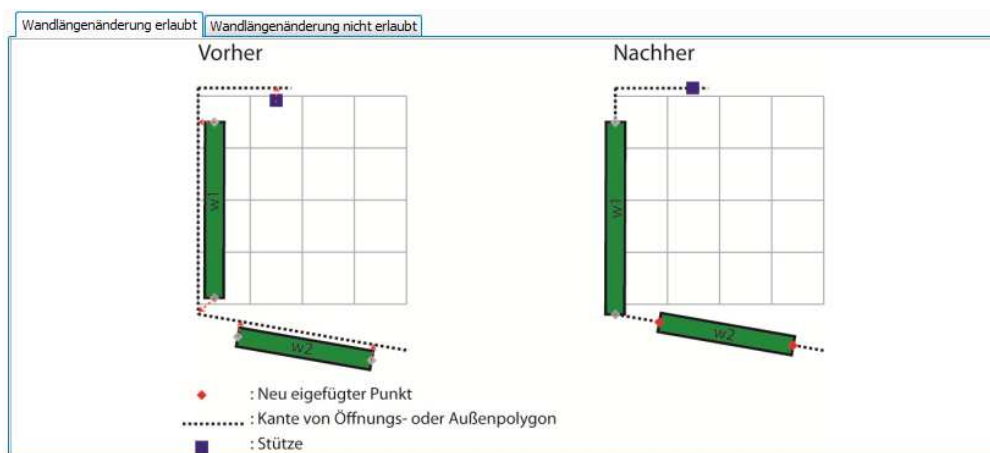 Wandlängenänderung erlaubt Wandlängenänderung nicht erlaubt
Vorher Nachher
w1 w1
w2 w2
: Neu eigefügter Punkt
: Kante von Öffnungs- oder Außenpolygon
: Stütze